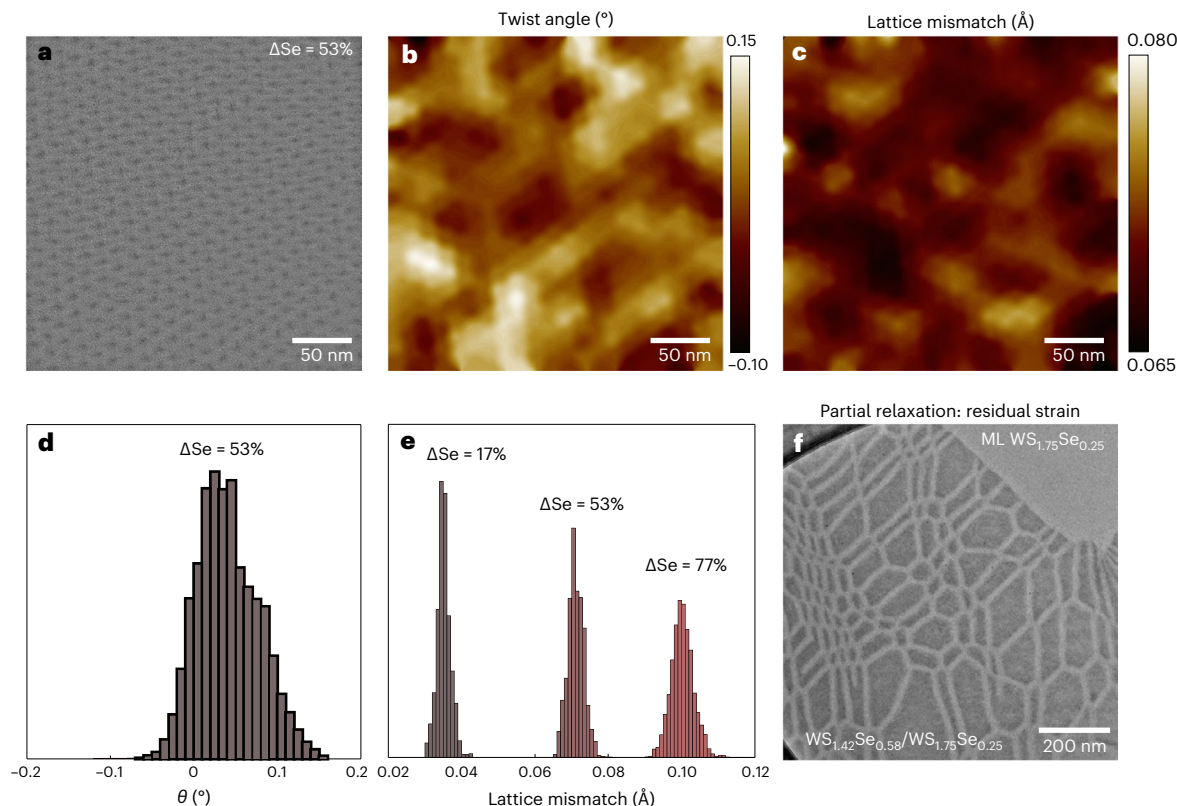 Twist angle (°)
Lattice mismatch (Å)
a
ΔSe = 53%
50 nm
b
0.15
−0.10
50 nm
c
0.080
0.065
50 nm
d
ΔSe = 53%
−0.2
−0.1
0
0.1
0.2
θ (°)
e
ΔSe = 17%
ΔSe = 53%
ΔSe = 77%
0.02
0.04
0.06
0.08
0.10
0.12
Lattice mismatch (Å)
Partial relaxation: residual strain
f
ML WS1.75Se0.25
WS1.42Se0.58/WS1.75Se0.25
200 nm